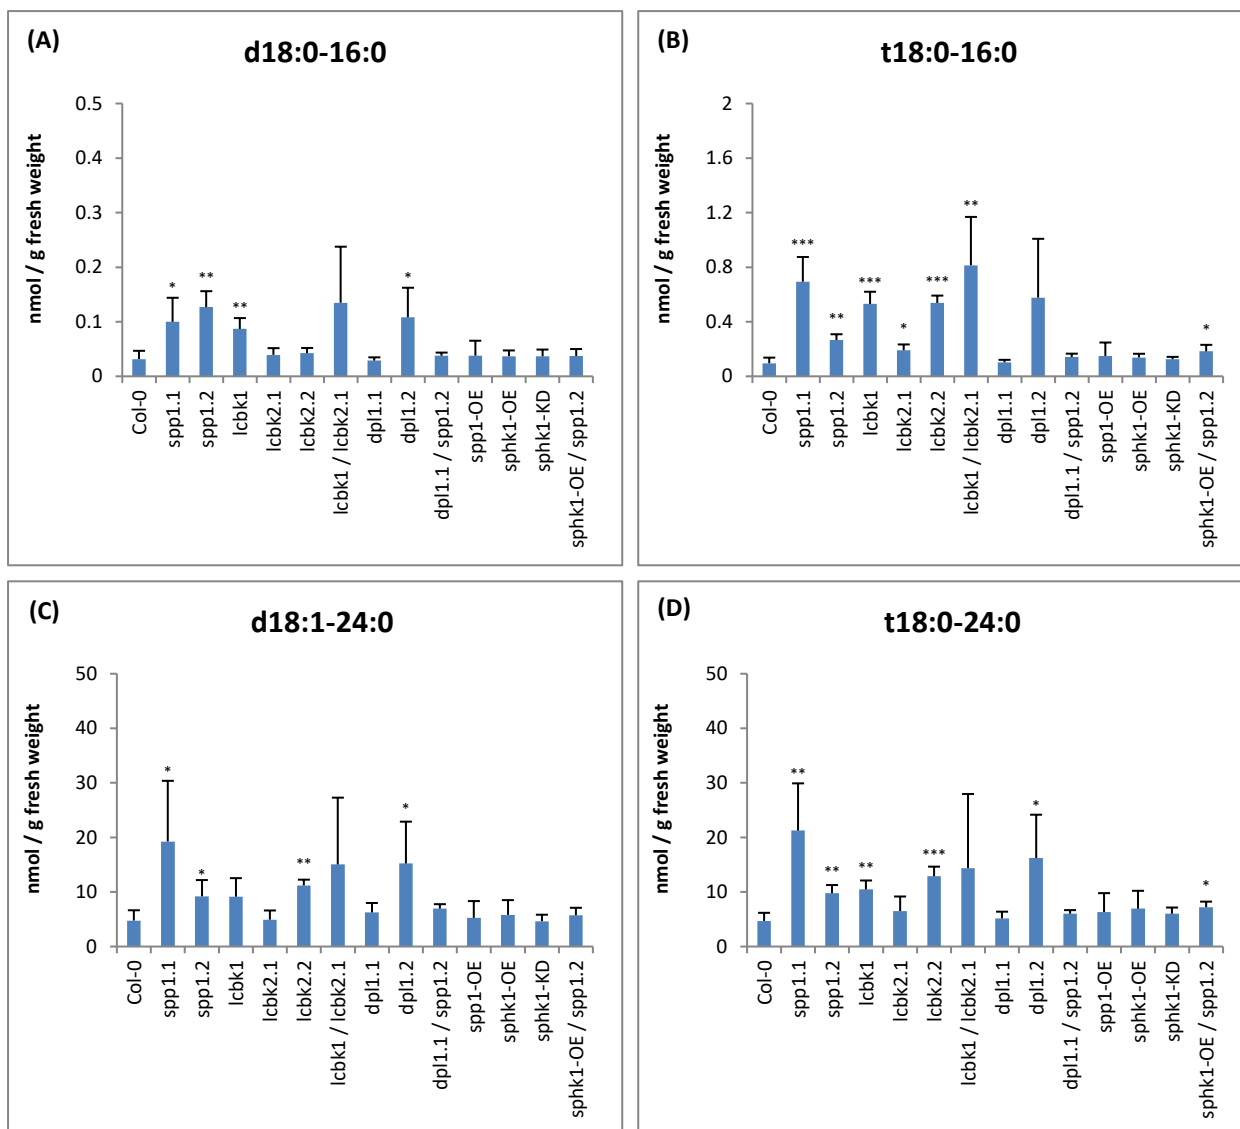 (A)
d18:0-16:0
nmol / g fresh weight
0.5
0.4
0.3
0.2
0.1
0
*
**
**
*
Col-0
spp1.1
spp1.2
lcbk1
lcbk2.1
lcbk2.2
lcbk1 / lcbk2.1
dpl1.1
dpl1.2
dpl1.1 / spp1.2
spp1-OE
sphk1-OE
sphk1-KD
sphk1-OE / spp1.2
(B)
t18:0-16:0
nmol / g fresh weight
2
1.6
1.2
0.8
0.4
0
***
**
***
*
***
**
*
Col-0
spp1.1
spp1.2
lcbk1
lcbk2.1
lcbk2.2
lcbk1 / lcbk2.1
dpl1.1
dpl1.2
dpl1.1 / spp1.2
spp1-OE
sphk1-OE
sphk1-KD
sphk1-OE / spp1.2
(C)
d18:1-24:0
nmol / g fresh weight
50
40
30
20
10
0
*
*
**
*
Col-0
spp1.1
spp1.2
lcbk1
lcbk2.1
lcbk2.2
lcbk1 / lcbk2.1
dpl1.1
dpl1.2
dpl1.1 / spp1.2
spp1-OE
sphk1-OE
sphk1-KD
sphk1-OE / spp1.2
(D)
t18:0-24:0
nmol / g fresh weight
50
40
30
20
10
0
**
**
**
***
*
*
Col-0
spp1.1
spp1.2
lcbk1
lcbk2.1
lcbk2.2
lcbk1 / lcbk2.1
dpl1.1
dpl1.2
dpl1.1 / spp1.2
spp1-OE
sphk1-OE
sphk1-KD
sphk1-OE / spp1.2